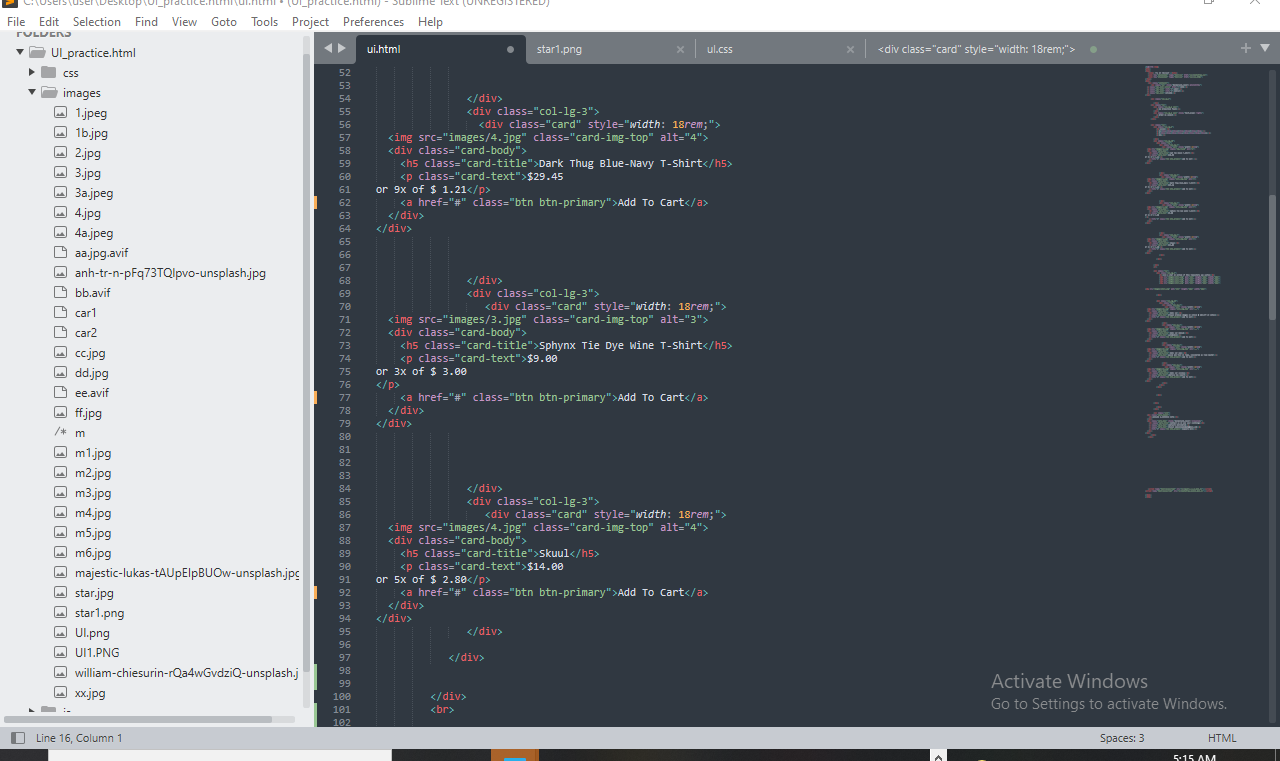 C:\Users\user\Desktop\UI_practice.html\ui.html • (UI_practice.html) - Sublime Text (UNREGISTERED)
File Edit Selection Find View Goto Tools Project Preferences Help
FOLDERS
UI_practice.html
css
images
1.jpeg
1b.jpg
2.jpg
3.jpg
3a.jpeg
4.jpg
4a.jpeg
aa.jpg.avif
anh-tr-n-pFq73TQlpvo-unsplash.jpg
bb.avif
car1
car2
cc.jpg
dd.jpg
ee.avif
ff.jpg
/* m
m1.jpg
m2.jpg
m3.jpg
m4.jpg
m5.jpg
m6.jpg
majestic-lukas-tAUpElpBUOw-unsplash.jpg
star.jpg
star1.png
UI.png
UI1.PNG
william-chiesurin-rQa4wGvdziQ-unsplash.j
xx.jpg
ui.html star1.png ui.css <div class="card" style="width: 18rem;">
52
53
54 </div>
55 <div class="col-lg-3">
56 <div class="card" style="width: 18rem;">
57 <img src="images/4.jpg" class="card-img-top" alt="4">
58 <div class="card-body">
59 <h5 class="card-title">Dark Thug Blue-Navy T-Shirt</h5>
60 <p class="card-text">$29.45
61 or 9x of $ 1.21</p>
62 <a href="#" class="btn btn-primary">Add To Cart</a>
63 </div>
64 </div>
65
66
67
68 </div>
69 <div class="col-lg-3">
70 <div class="card" style="width: 18rem;">
71 <img src="images/3.jpg" class="card-img-top" alt="3">
72 <div class="card-body">
73 <h5 class="card-title">Sphynx Tie Dye Wine T-Shirt</h5>
74 <p class="card-text">$9.00
75 or 3x of $ 3.00
76 </p>
77 <a href="#" class="btn btn-primary">Add To Cart</a>
78 </div>
79 </div>
80
81
82
83
84 </div>
85 <div class="col-lg-3">
86 <div class="card" style="width: 18rem;">
87 <img src="images/4.jpg" class="card-img-top" alt="4">
88 <div class="card-body">
89 <h5 class="card-title">Skuul</h5>
90 <p class="card-text">$14.00
91 or 5x of $ 2.80</p>
92 <a href="#" class="btn btn-primary">Add To Cart</a>
93 </div>
94 </div>
95 </div>
96
97 </div>
98
99
100 </div>
101 <br>
102
Activate Windows
Go to Settings to activate Windows.
Line 16, Column 1 Spaces: 3 HTML
5:15 AM